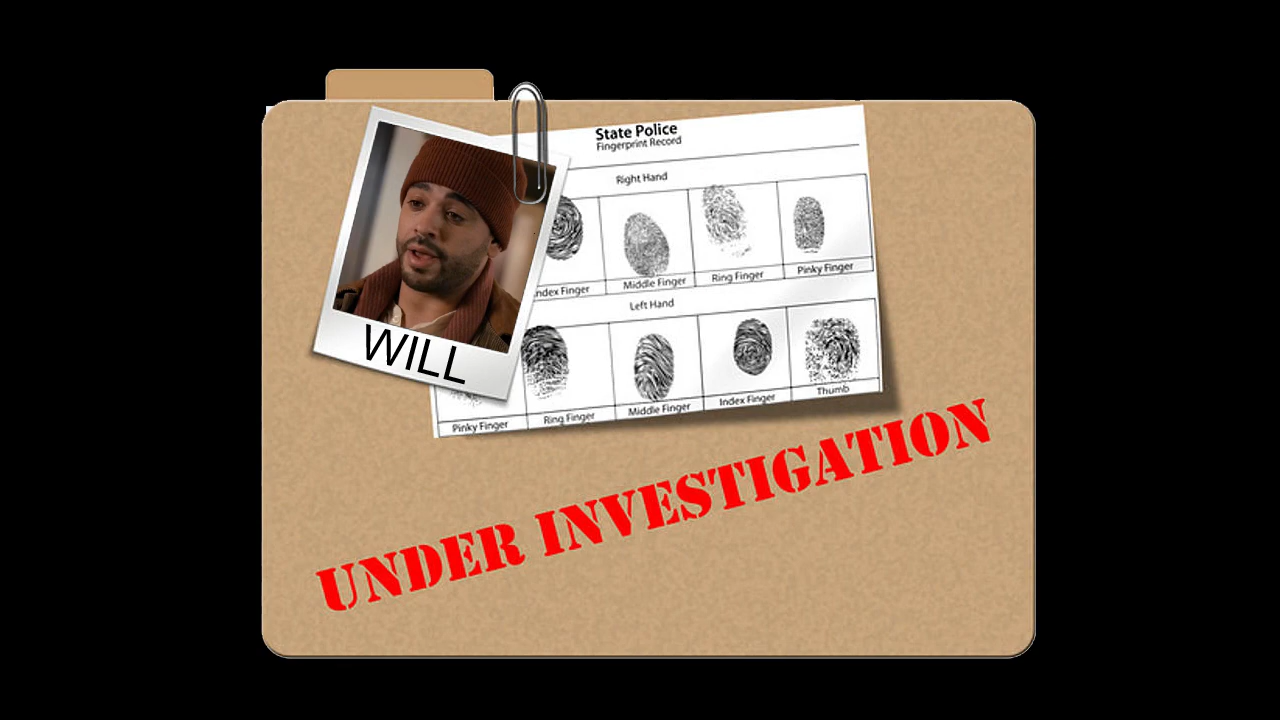 State Police
Fingerprint Record
Right Hand
ndex Finger
Middle Finger
Ring Finger
Pinky Finger
Left Hand
Pinky Finger
Ring Finger
Middle Finger
Index Finger
Thumb
WILL
UNDER INVESTIGATION